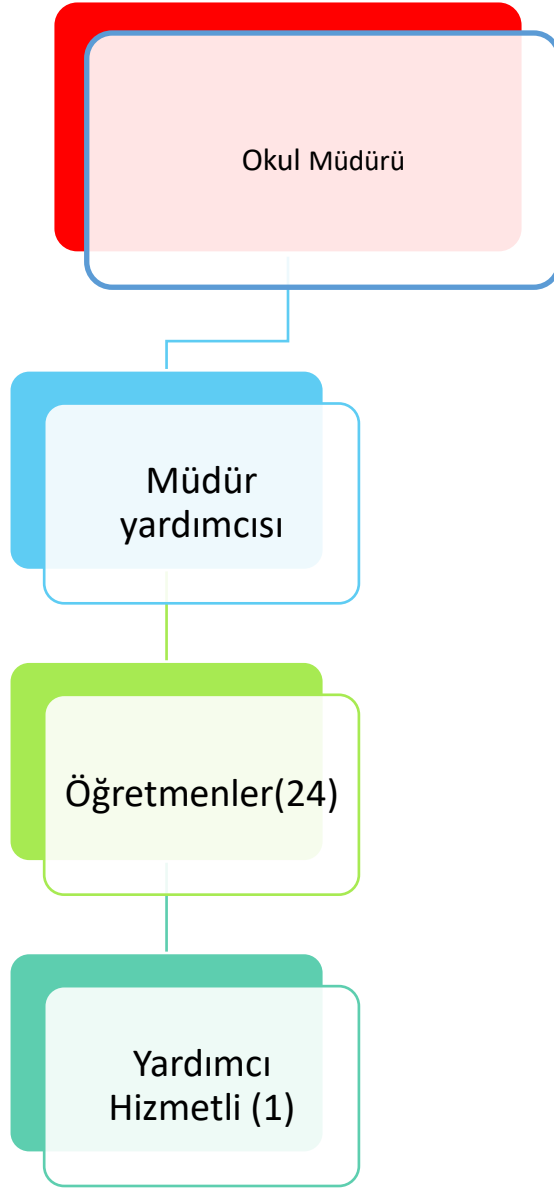 Okul Müdürü
Müdür
yardımcısı
Öğretmenler(24)
Yardımcı
Hizmetli (1)